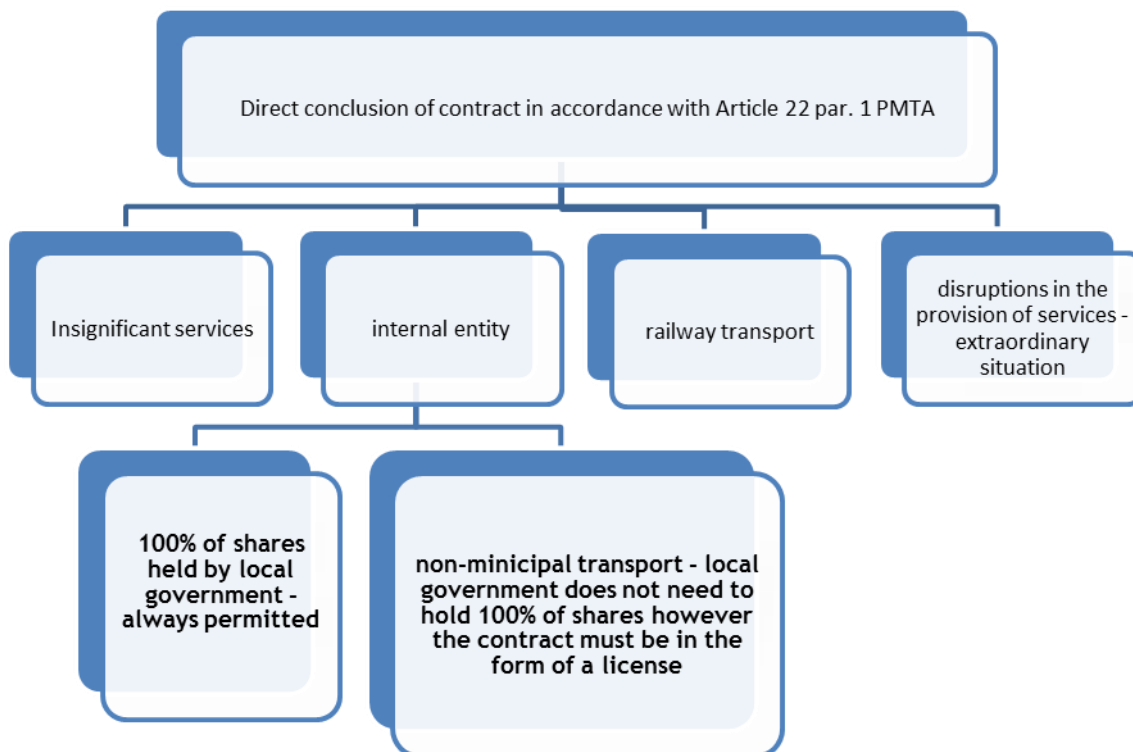 Direct conclusion of contract in accordance with Article 22 par. 1 PMTA
Insignificant services
internal entity
railway transport
disruptions in the
provision of services -
extraordinary
situation
100% of shares
held by local
government -
always permitted
non-minicipal transport - local
government does not need to
hold 100% of shares however
the contract must be in the
form of a license